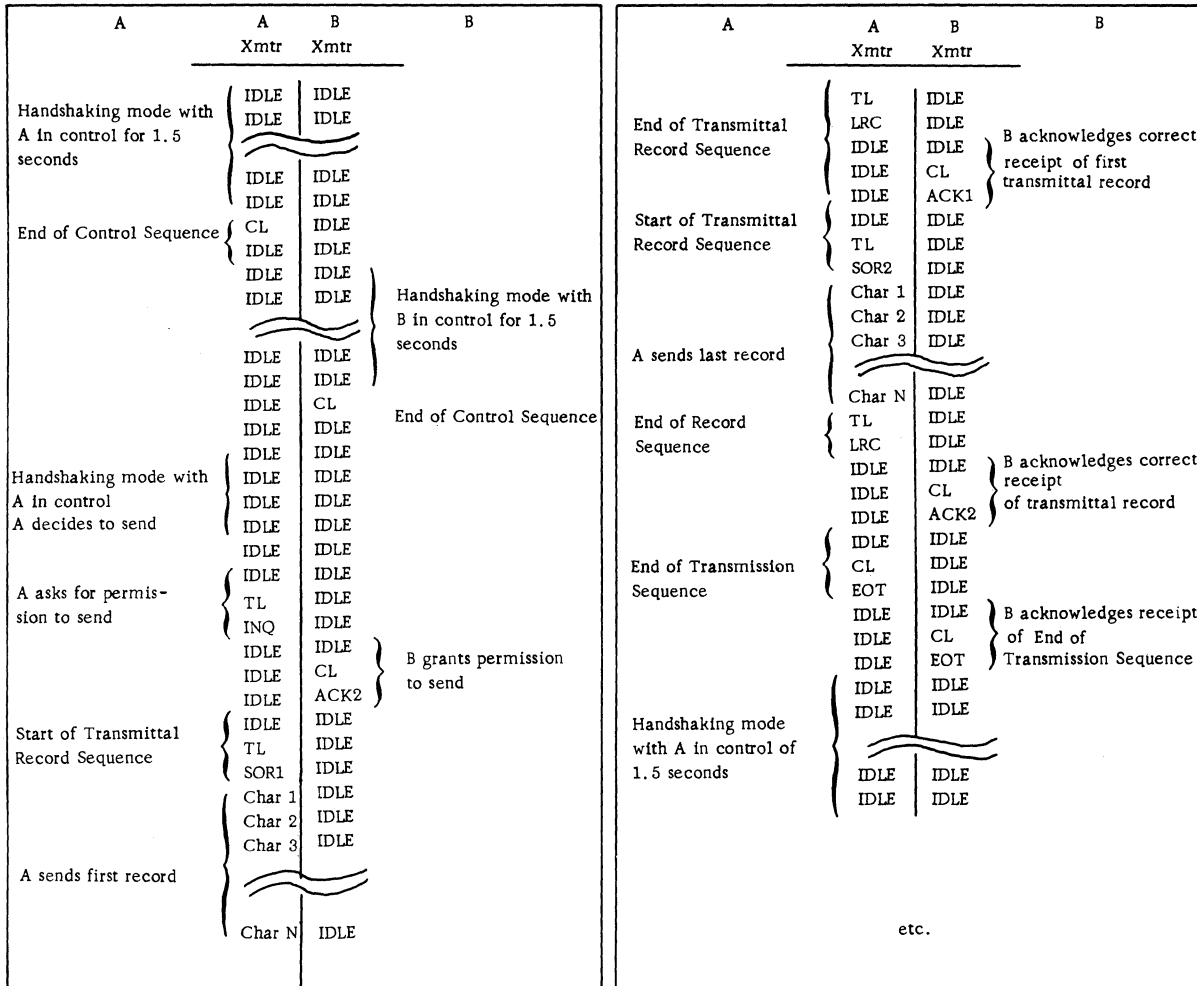 A A B B
Xmtr Xmtr
IDLE IDLE
Handshaking mode with IDLE IDLE
A in control for 1.5
seconds
IDLE IDLE
IDLE IDLE
End of Control Sequence CL IDLE
IDLE IDLE
IDLE IDLE
IDLE IDLE Handshaking mode with
B in control for 1.5
seconds
IDLE IDLE
IDLE IDLE
IDLE CL End of Control Sequence
IDLE IDLE
IDLE IDLE
Handshaking mode with IDLE IDLE
A in control IDLE IDLE
A decides to send IDLE IDLE
IDLE IDLE
IDLE IDLE
A asks for permis- TL IDLE
sion to send INQ IDLE
IDLE IDLE B grants permission
IDLE CL to send
IDLE ACK2
IDLE IDLE
Start of Transmittal TL IDLE
Record Sequence SOR1 IDLE
Char 1 IDLE
Char 2 IDLE
Char 3 IDLE
A sends first record
Char N IDLE
A A B B
Xmtr Xmtr
TL IDLE
End of Transmittal LRC IDLE B acknowledges correct
Record Sequence IDLE IDLE receipt of first
IDLE CL transmittal record
IDLE ACK1
Start of Transmittal IDLE IDLE
Record Sequence TL IDLE
SOR2 IDLE
Char 1 IDLE
Char 2 IDLE
Char 3 IDLE
A sends last record
Char N IDLE
End of Record TL IDLE
Sequence LRC IDLE
IDLE IDLE B acknowledges correct
IDLE CL receipt
IDLE ACK2 of transmittal record
IDLE IDLE
End of Transmission CL IDLE
Sequence EOT IDLE
IDLE IDLE B acknowledges receipt
IDLE CL of End of
IDLE EOT Transmission Sequence
IDLE IDLE
Handshaking mode IDLE IDLE
with A in control of
1.5 seconds
IDLE IDLE
IDLE IDLE
etc.